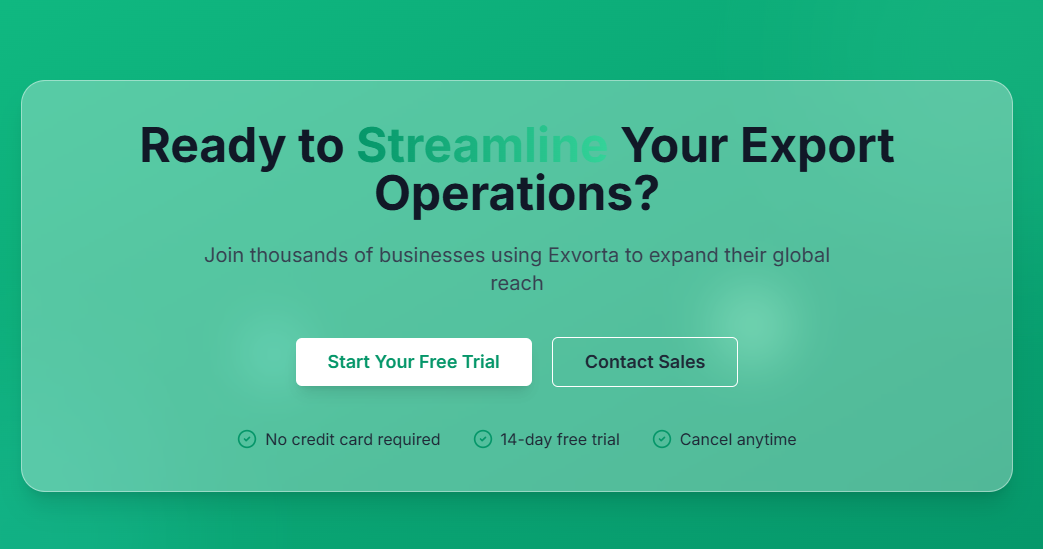 Ready to Streamline Your Export
Operations?
Join thousands of businesses using Exvorta to expand their global
reach
Start Your Free Trial
Contact Sales
No credit card required
14-day free trial
Cancel anytime